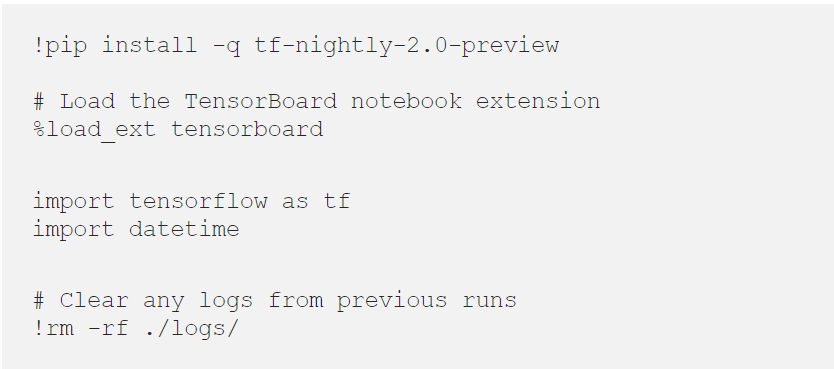 !pip install -q tf-nightly-2.0-preview
# Load the TensorBoard notebook extension
%load_ext tensorboard
import tensorflow as tf
import datetime
# Clear any logs from previous runs
!rm -rf ./logs/